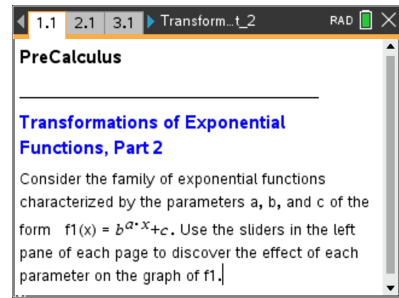 1.1 2.1 3.1 Transform...t_2 RAD
PreCalculus
Transformations of Exponential
Functions, Part 2
Consider the family of exponential functions
characterized by the parameters a, b, and c of the
form f1(x) = b^{a·x}+c. Use the sliders in the left
pane of each page to discover the effect of each
parameter on the graph of f1.